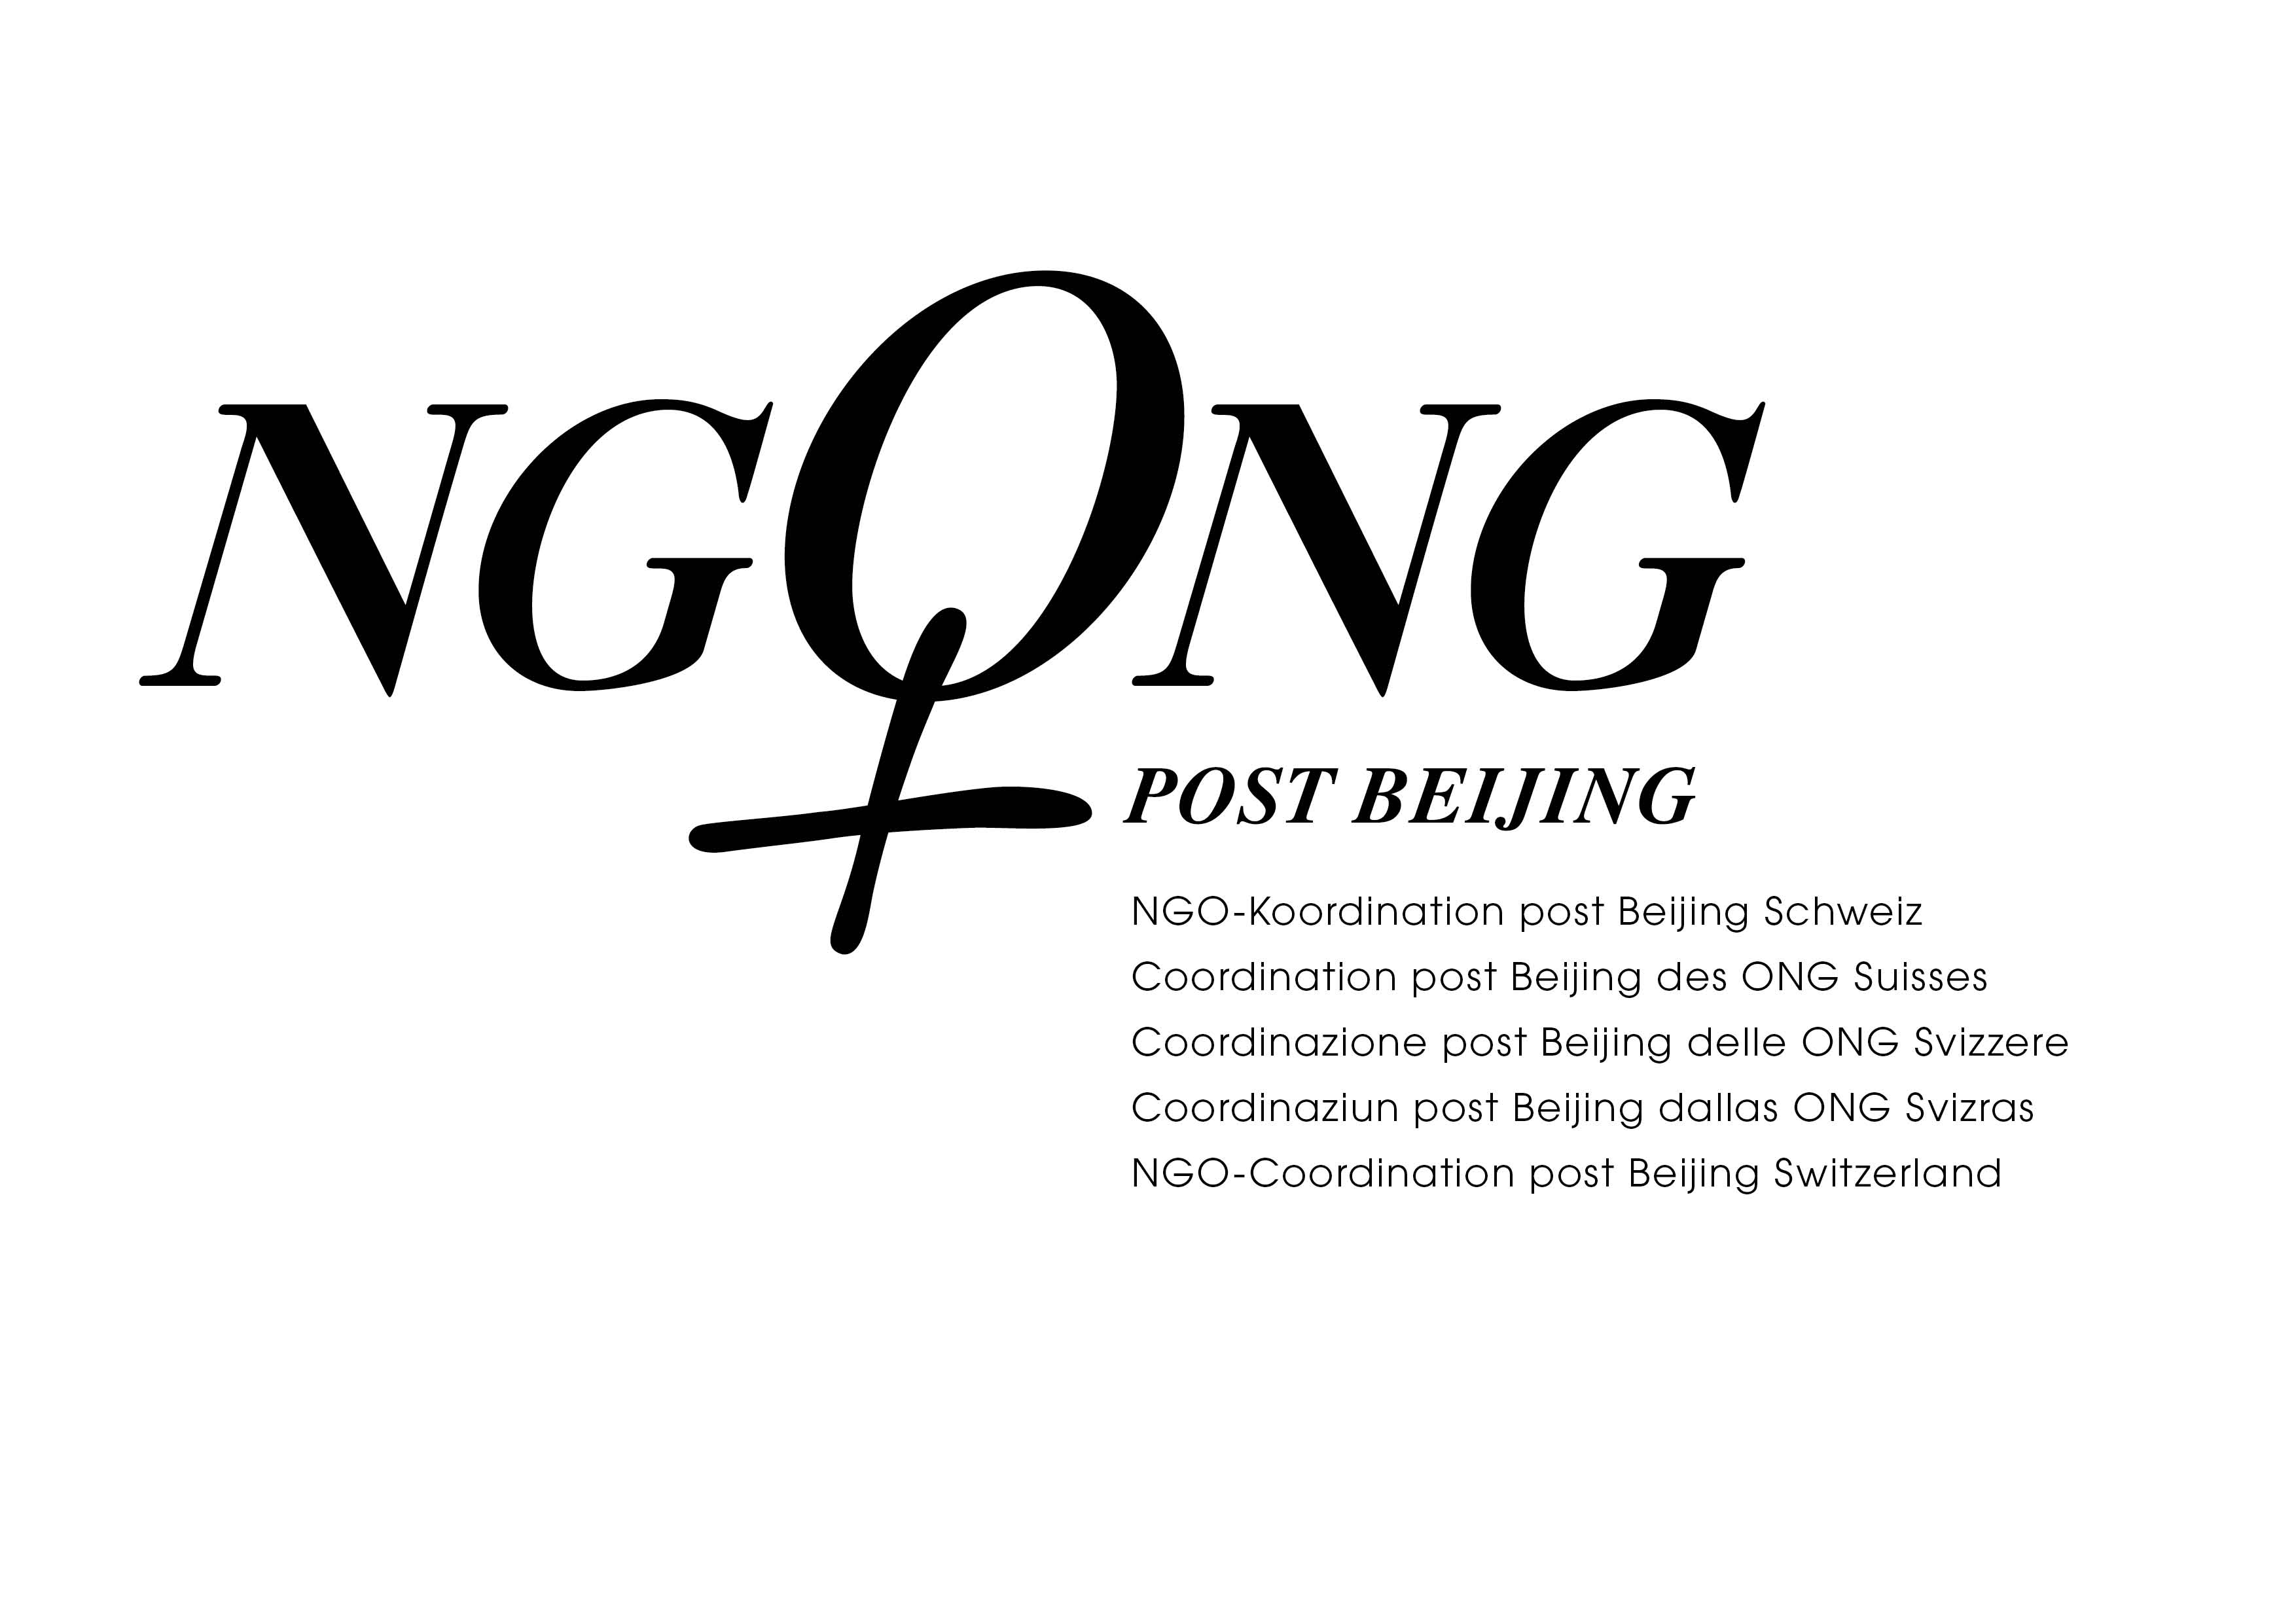 NGONG
POST BEIJING
NGO-Koordination post Beijing Schweiz
Coordination post Beijing des ONG Suisses
Coordinazione post Beijing delle ONG Svizzere
Coordinaziun post Beijing dallas ONG Svizras
NGO-Coordination post Beijing Switzerland